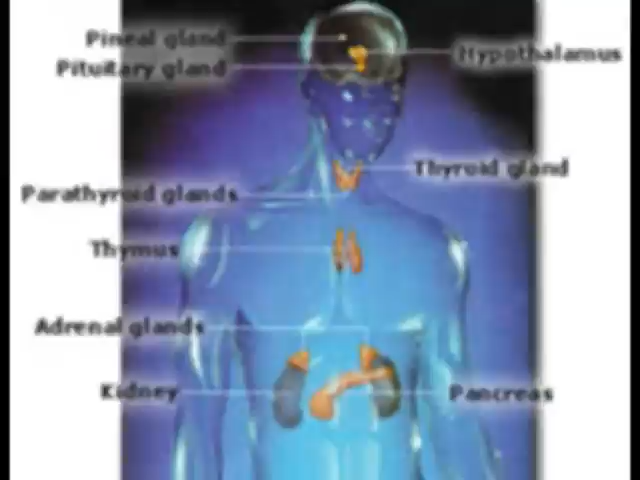 Pineal gland
Hypothalamus
Pituitary gland
Thyroid gland
Parathyroid glands
Thymus
Adrenal glands
Kidney
Pancreas